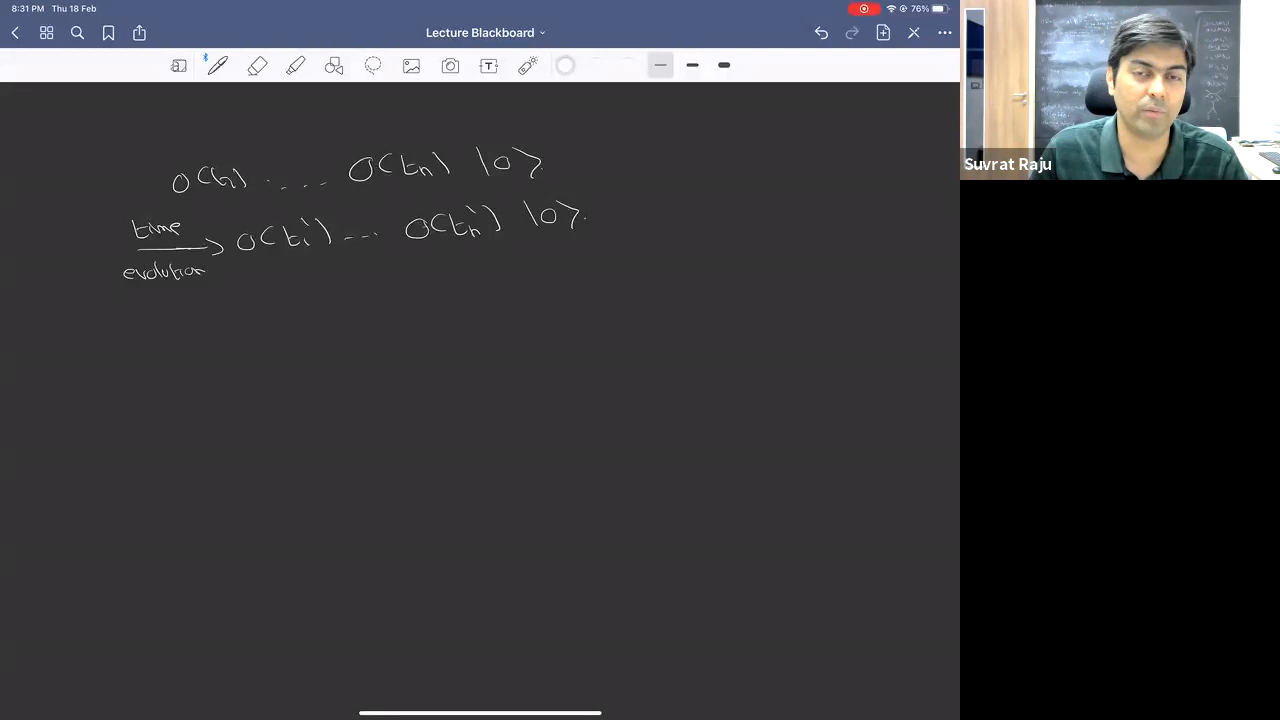 8:31 PM Thu 18 Feb
76%
Lecture Blackboard
T
O(t₁) .... O(tₙ) |0⟩.
time
evolution
→ O(t₁') ... O(tₙ') |0⟩.
Suvrat Raju